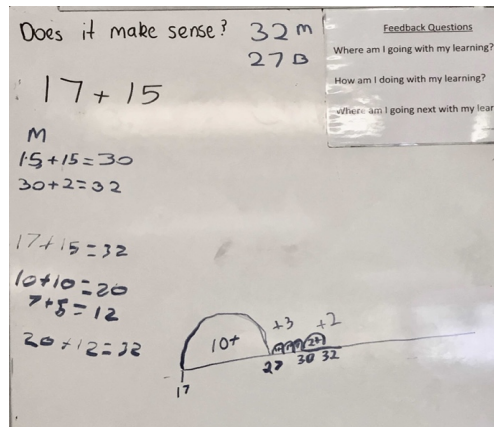 Does it make sense?
32 M
27 B
17 + 15
M
15+15=30
30+2=32
17+15=32
10+10=20
7+5=12
20+12=32
10+
+3
+2
2+
17
27
30
32
Feedback Questions
Where am I going with my learning?
How am I doing with my learning?
Where am I going next with my lear